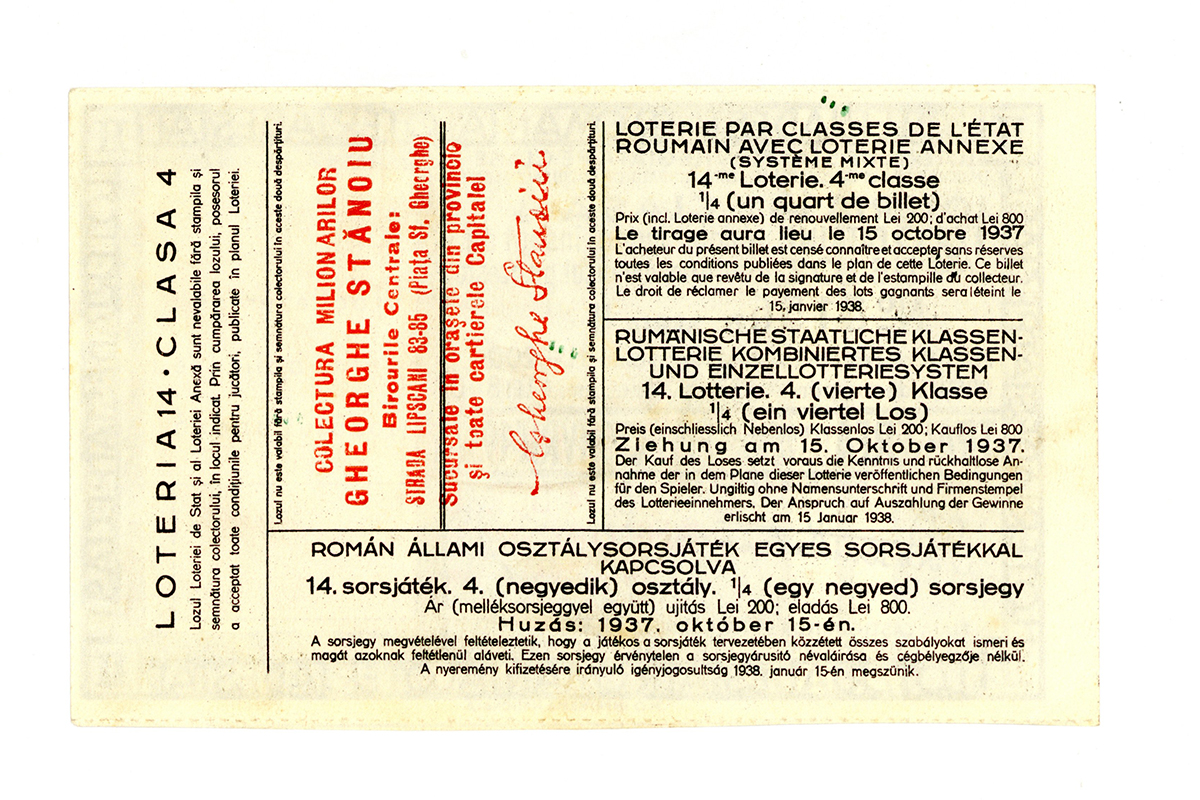 LOTERIA 14 · CLASA 4
Lozul Loteriei de Stat și al Loteriei Anexă sunt nevalabile fără stampila și
semnătura colectorului, în locul indicat. Prin cumpărarea lozului, posesorul
a acceptat toate condițiunile pentru jucători, publicate în planul Loteriei.
Lozul nu este valabil fără stampila și semnătura colectorului în aceste două despărțituri.
COLECTURA MILIONARILOR
GHEORGHE STĂNOIU
Birourile Centrale:
STRADA LIPSCANI 83-85 (Piața Sf. Gheorghe)
Sucursale în orașele din provincie
și toate cartierele Capitalei
Gheorghe Stanoiu
Lozul nu este valabil fără stampila și semnătura colectorului în aceste două despărțituri.
LOTERIE PAR CLASSES DE L'ÉTAT
ROUMAIN AVEC LOTERIE ANNEXE
(SYSTÈME MIXTE)
14-me Loterie. 4-me classe
1/4 (un quart de billet)
Prix (incl. Loterie annexe) de renouvellement Lei 200; d'achat Lei 800
Le tirage aura lieu le 15 octobre 1937
L'acheteur du présent billet est censé connaître et accepter sans réserves
toutes les conditions publiées dans le plan de cette Loterie. Ce billet
n'est valable que revêtu de la signature et de l'estampille du collecteur.
Le droit de réclamer le payement des lots gagnants sera éteint le
15, janvier 1938.
RUMÄNISCHE STAATLICHE KLASSEN-
LOTTERIE KOMBINIERTES KLASSEN-
UND EINZELLOTTERIESYSTEM
14. Lotterie. 4. (vierte) Klasse
1/4 (ein viertel Los)
Preis (einschliesslich Nebenlos) Klassenlos Lei 200; Kauflos Lei 800
Ziehung am 15. Oktober 1937.
Der Kauf des Loses setzt voraus die Kenntnis und rückhaltlose An-
nahme der in dem Plane dieser Lotterie veröffentlichen Bedingungen
für den Spieler. Ungiltig ohne Namensunterschrift und Firmenstempel
des Lotterieeinnehmers. Der Anspruch auf Auszahlung der Gewinne
erlischt am 15 Januar 1938.
ROMÁN ÁLLAMI OSZTÁLYSORSJÁTÉK EGYES SORSJÁTÉKKAL
KAPCSOLVA
14. sorsjáték. 4. (negyedik) osztály. 1/4 (egy negyed) sorsjegy
Ár (melléksorsjeggyel együtt) ujitás Lei 200; eladás Lei 800.
Huzás: 1937. október 15-én.
A sorsjegy megvételével feltételeztetik, hogy a játékos a sorsjáték tervezetében közzétett összes szabályokat ismeri és
magát azoknak feltétlenül aláveti. Ezen sorsjegy érvénytelen a sorsjegyárusitó névaláirása és cégbélyegzője nélkül.
A nyeremény kifizetésére irányuló igényjogosultság 1938. január 15-én megszünik.